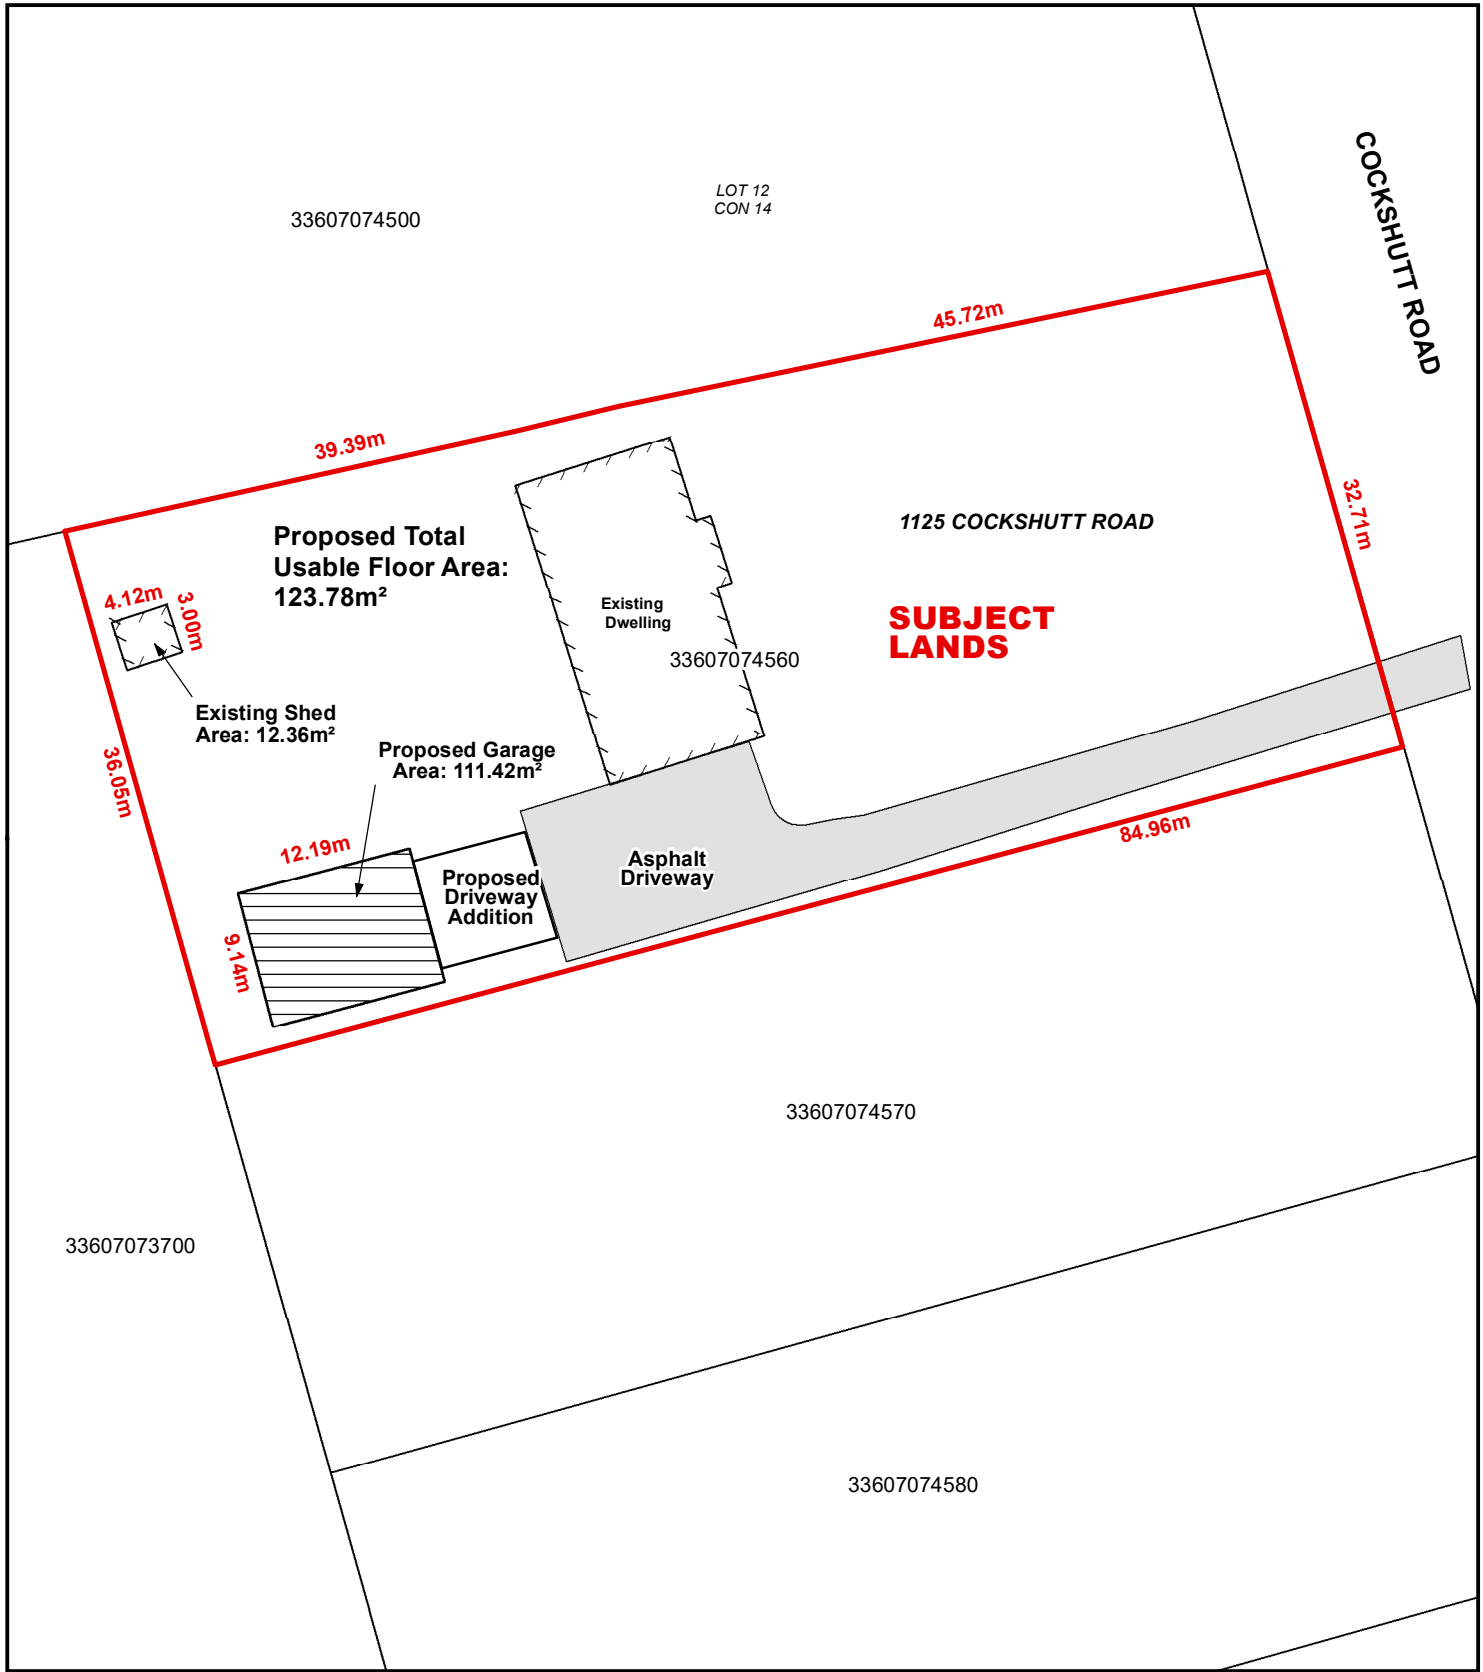 COCKSHUTT ROAD
LOT 12
CON 14
33607074500
45.72m
39.39m
32.71m
1125 COCKSHUTT ROAD
Proposed Total
Usable Floor Area:
123.78m²
4.12m
3.00m
Existing
Dwelling
SUBJECT
LANDS
33607074560
Existing Shed
Area: 12.36m²
Proposed Garage
Area: 111.42m²
36.05m
84.96m
12.19m
Asphalt
Driveway
Proposed
Driveway
Addition
9.14m
33607074570
33607073700
33607074580